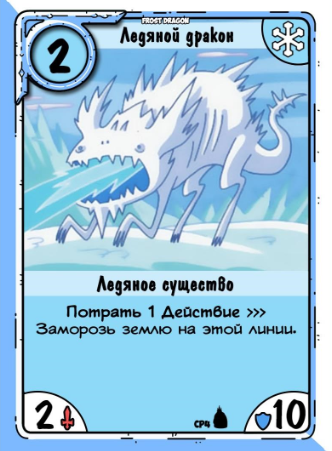 FROST DRAGON
2
Ледяной дракон
Ледяное существо
Потрать 1 Действие >>>
Заморозь землю на этой линии.
2
CP4
10